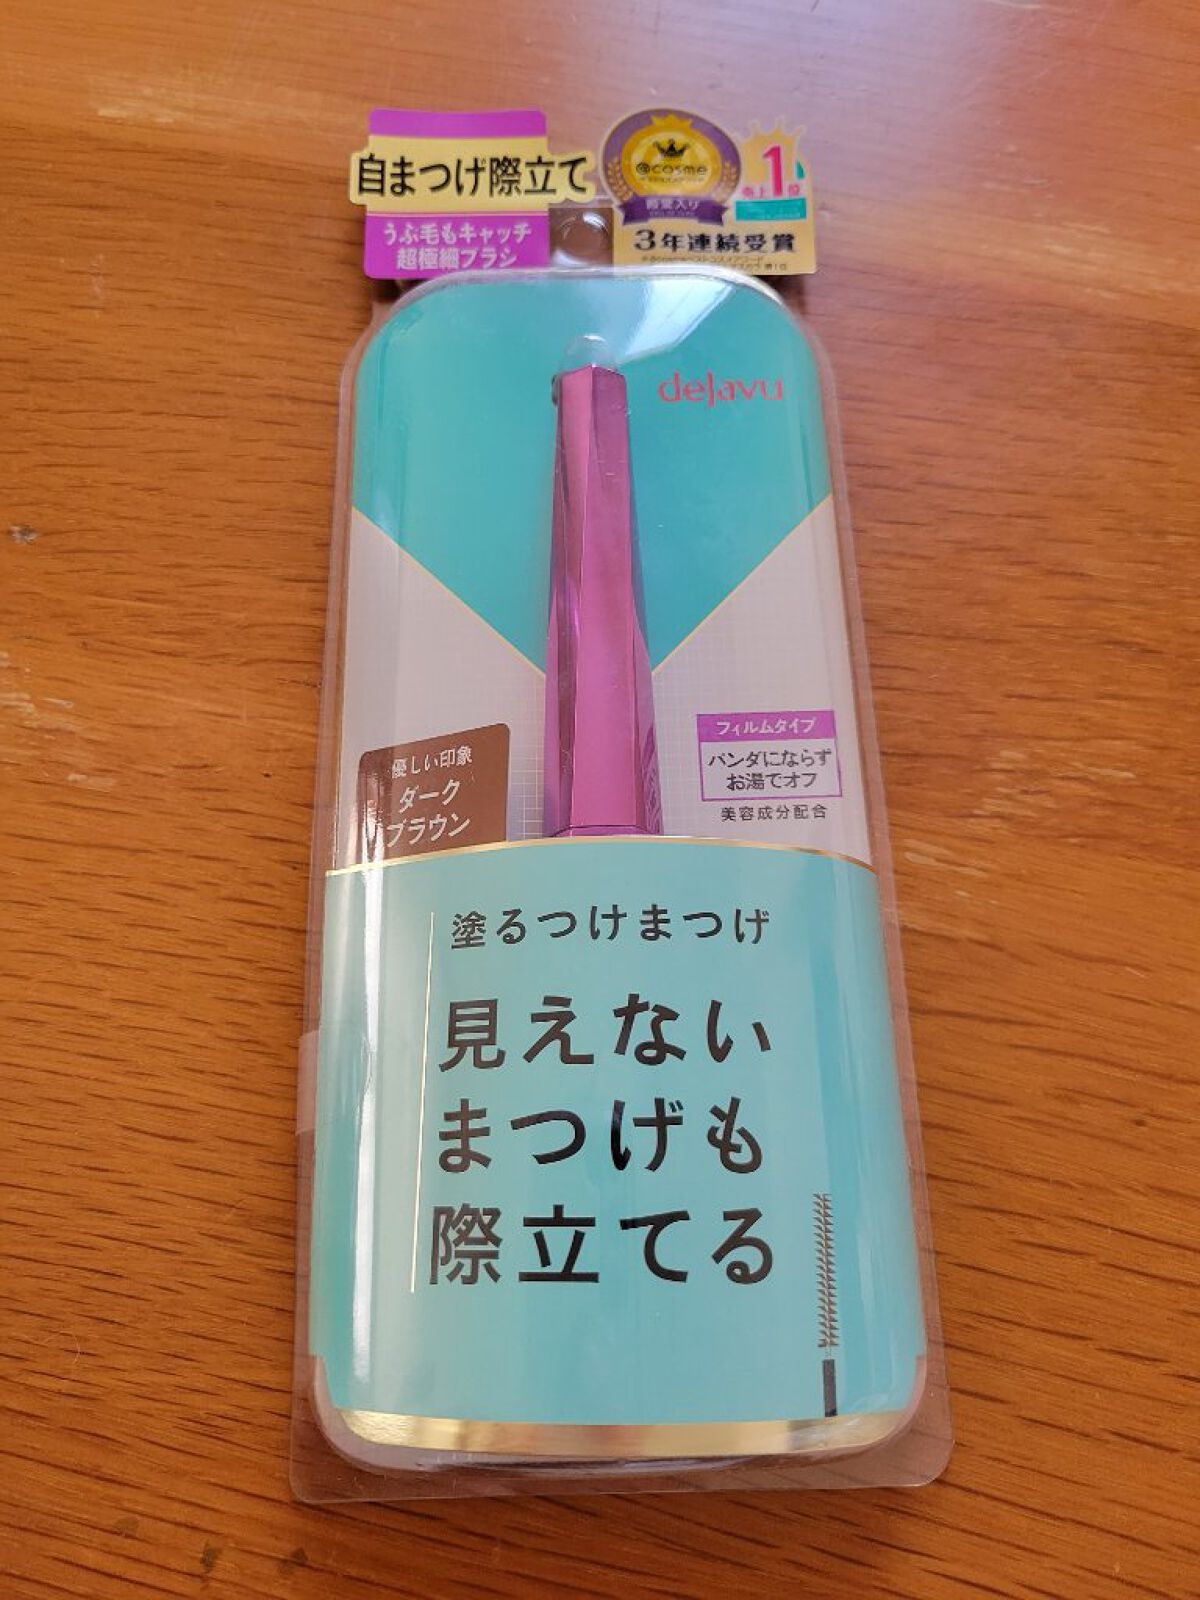 自まつげ際立て
うぶ毛もキャッチ
超極細ブラシ
@cosme
殿堂入り
売上1位
3年連続受賞
dejavu
優しい印象
ダーク
ブラウン
フィルムタイプ
パンダにならず
お湯でオフ
美容成分配合
塗るつけまつげ
見えない
まつげも
際立てる